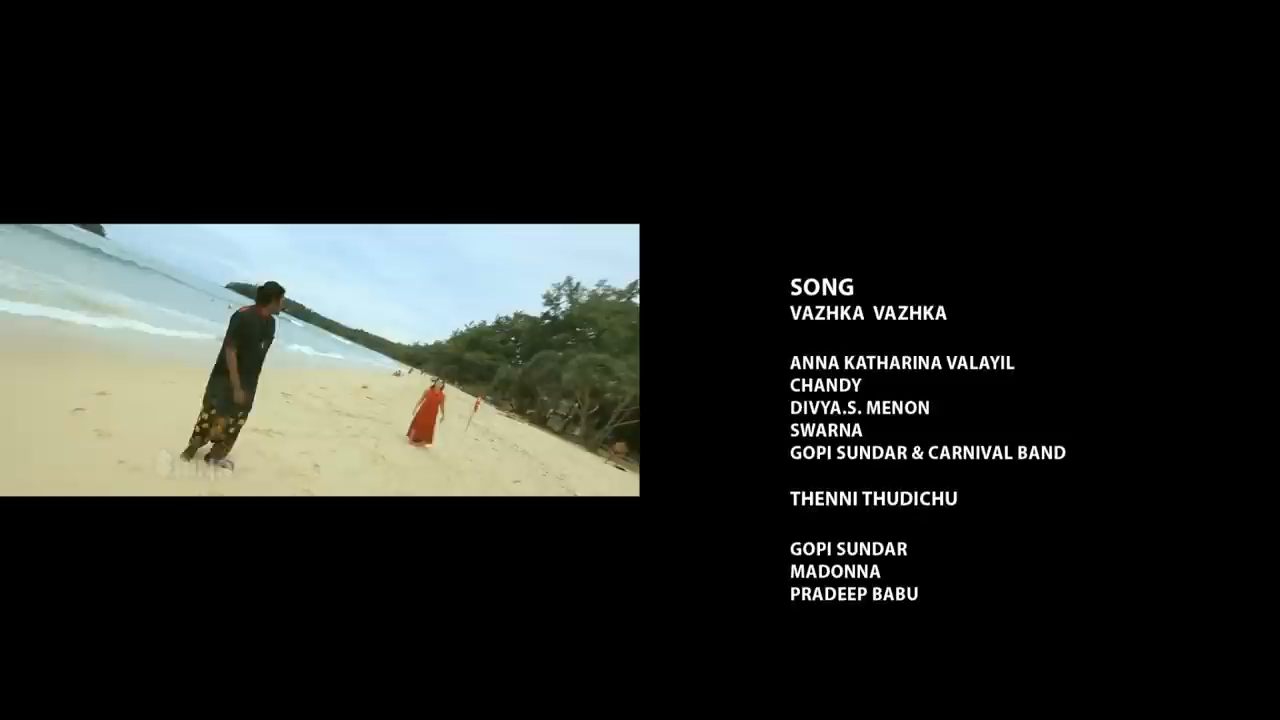 SONG
VAZHKA VAZHKA
ANNA KATHARINA VALAYIL
CHANDY
DIVYA.S. MENON
SWARNA
GOPI SUNDAR & CARNIVAL BAND
THENNI THUDICHU
GOPI SUNDAR
MADONNA
PRADEEP BABU